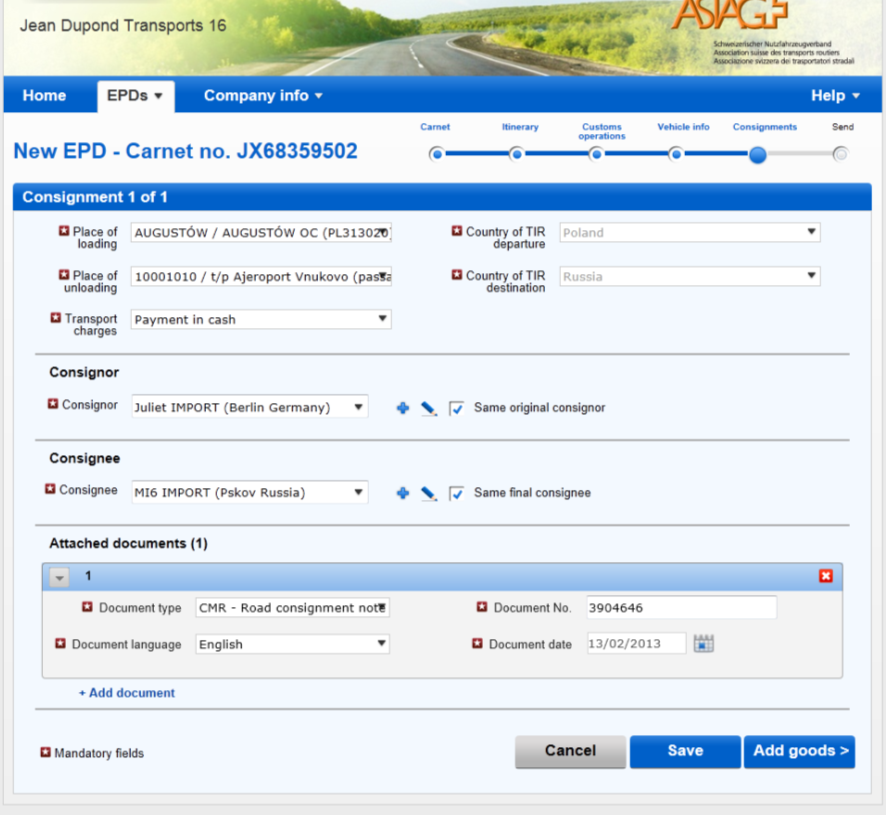 Jean Dupond Transports 16
ASTAG
Schweizerischer Nutzfahrzeugverband
Association suisse des transports routiers
Associazione svizzera dei trasportatori stradali
Home EPDs Company info Help
Carnet Itinerary Customs operations Vehicle info Consignments Send
New EPD - Carnet no. JX68359502
Consignment 1 of 1
Place of loading AUGUSTÓW / AUGUSTÓW OC (PL313020) Country of TIR departure Poland
Place of unloading 10001010 / t/p Ajeroport Vnukovo (passa Country of TIR destination Russia
Transport charges Payment in cash
Consignor
Consignor Juliet IMPORT (Berlin Germany) Same original consignor
Consignee
Consignee MI6 IMPORT (Pskov Russia) Same final consignee
Attached documents (1)
1
Document type CMR - Road consignment note Document No. 3904646
Document language English Document date 13/02/2013
+ Add document
Mandatory fields Cancel Save Add goods >